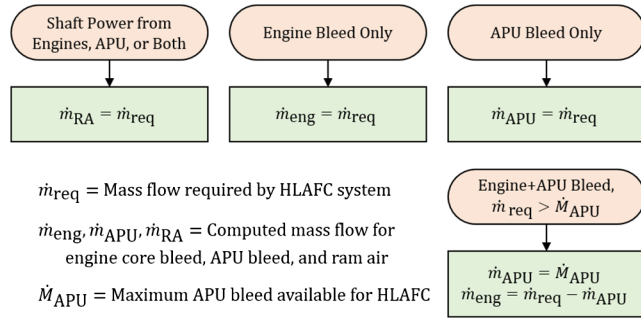 Shaft Power from
Engines, APU, or Both
Engine Bleed Only
APU Bleed Only
ṁRA = ṁreq
ṁeng = ṁreq
ṁAPU = ṁreq
ṁreq = Mass flow required by HLAFC system
ṁeng, ṁAPU, ṁRA = Computed mass flow for
engine core bleed, APU bleed, and ram air
ṀAPU = Maximum APU bleed available for HLAFC
Engine+APU Bleed,
ṁreq > ṀAPU
ṁAPU = ṀAPU
ṁeng = ṁreq − ṁAPU